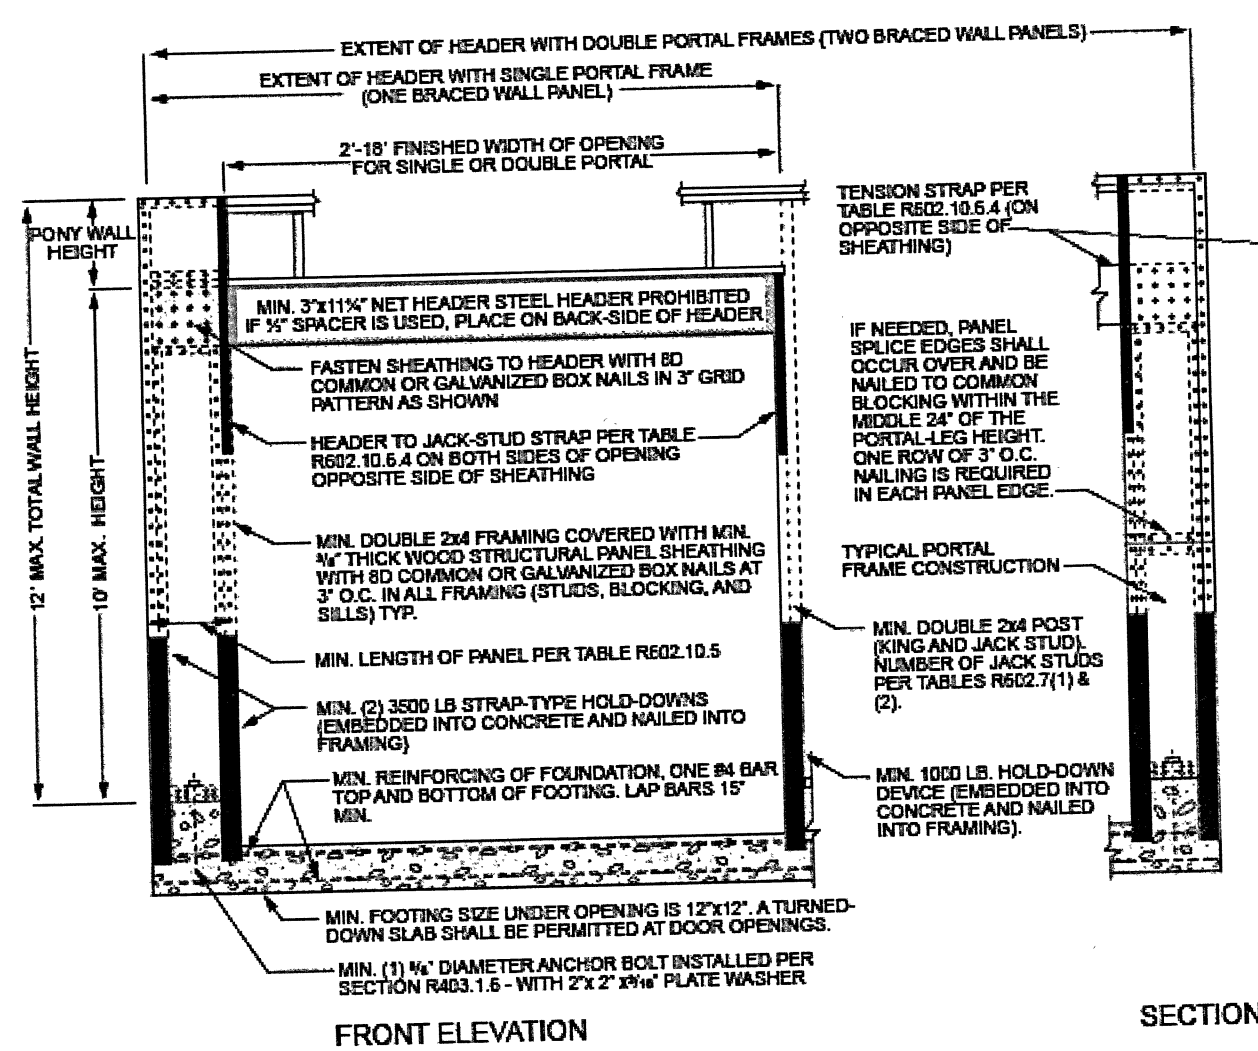 EXTENT OF HEADER WITH DOUBLE PORTAL FRAMES (TWO BRACED WALL PANELS)
EXTENT OF HEADER WITH SINGLE PORTAL FRAME
(ONE BRACED WALL PANEL)
2'-18' FINISHED WIDTH OF OPENING
FOR SINGLE OR DOUBLE PORTAL
PONY WALL
HEIGHT
12' MAX. TOTAL WALL HEIGHT
10' MAX. HEIGHT
MIN. 3"x11¼" NET HEADER STEEL HEADER PROHIBITED
IF ½" SPACER IS USED, PLACE ON BACK-SIDE OF HEADER
FASTEN SHEATHING TO HEADER WITH 8D
COMMON OR GALVANIZED BOX NAILS IN 3" GRID
PATTERN AS SHOWN
HEADER TO JACK-STUD STRAP PER TABLE
R602.10.6.4 ON BOTH SIDES OF OPENING
OPPOSITE SIDE OF SHEATHING
MIN. DOUBLE 2x4 FRAMING COVERED WITH MIN.
⅜" THICK WOOD STRUCTURAL PANEL SHEATHING
WITH 8D COMMON OR GALVANIZED BOX NAILS AT
3" O.C. IN ALL FRAMING (STUDS, BLOCKING, AND
SILLS) TYP.
MIN. LENGTH OF PANEL PER TABLE R602.10.5
MIN. (2) 3500 LB STRAP-TYPE HOLD-DOWNS
(EMBEDDED INTO CONCRETE AND NAILED INTO
FRAMING)
MIN. REINFORCING OF FOUNDATION, ONE #4 BAR
TOP AND BOTTOM OF FOOTING. LAP BARS 15"
MIN.
MIN. FOOTING SIZE UNDER OPENING IS 12"x12". A TURNED-
DOWN SLAB SHALL BE PERMITTED AT DOOR OPENINGS.
MIN. (1) ⅝" DIAMETER ANCHOR BOLT INSTALLED PER
SECTION R403.1.6 - WITH 2"x 2" x3/16" PLATE WASHER
FRONT ELEVATION
TENSION STRAP PER
TABLE R602.10.6.4 (ON
OPPOSITE SIDE OF
SHEATHING)
IF NEEDED, PANEL
SPLICE EDGES SHALL
OCCUR OVER AND BE
NAILED TO COMMON
BLOCKING WITHIN THE
MIDDLE 24" OF THE
PORTAL-LEG HEIGHT.
ONE ROW OF 3" O.C.
NAILING IS REQUIRED
IN EACH PANEL EDGE.
TYPICAL PORTAL
FRAME CONSTRUCTION
MIN. DOUBLE 2x4 POST
(KING AND JACK STUD).
NUMBER OF JACK STUDS
PER TABLES R602.7(1) &
(2).
MIN. 1000 LB. HOLD-DOWN
DEVICE (EMBEDDED INTO
CONCRETE AND NAILED
INTO FRAMING).
SECTION